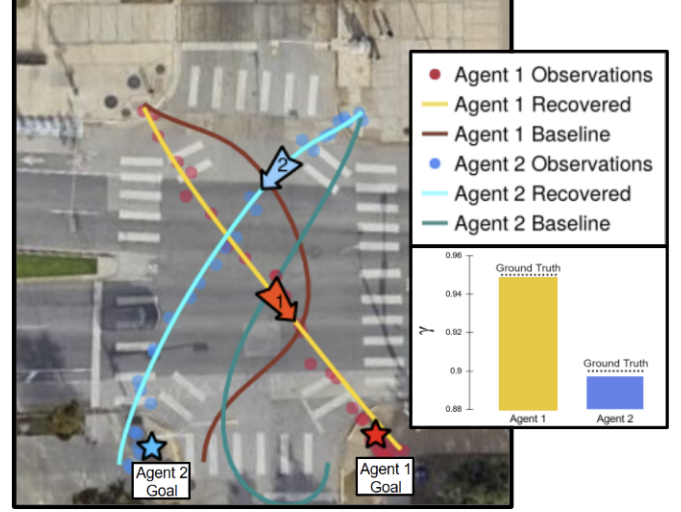 2
1
Agent 2
Goal
Agent 1
Goal
Agent 1 Observations
Agent 1 Recovered
Agent 1 Baseline
Agent 2 Observations
Agent 2 Recovered
Agent 2 Baseline
0.96
0.94
0.92
0.9
0.88
γ
Ground Truth
Ground Truth
Agent 1
Agent 2